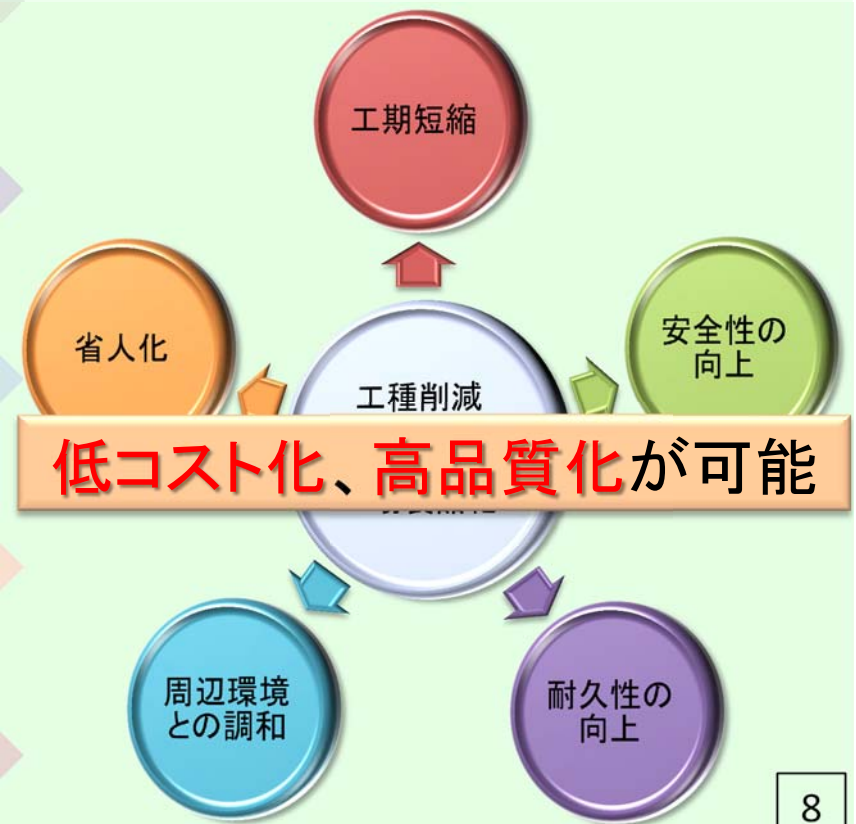 工期短縮
省人化
安全性の
向上
工種削減
低コスト化、高品質化が可能
周辺環境
との調和
耐久性の
向上
8